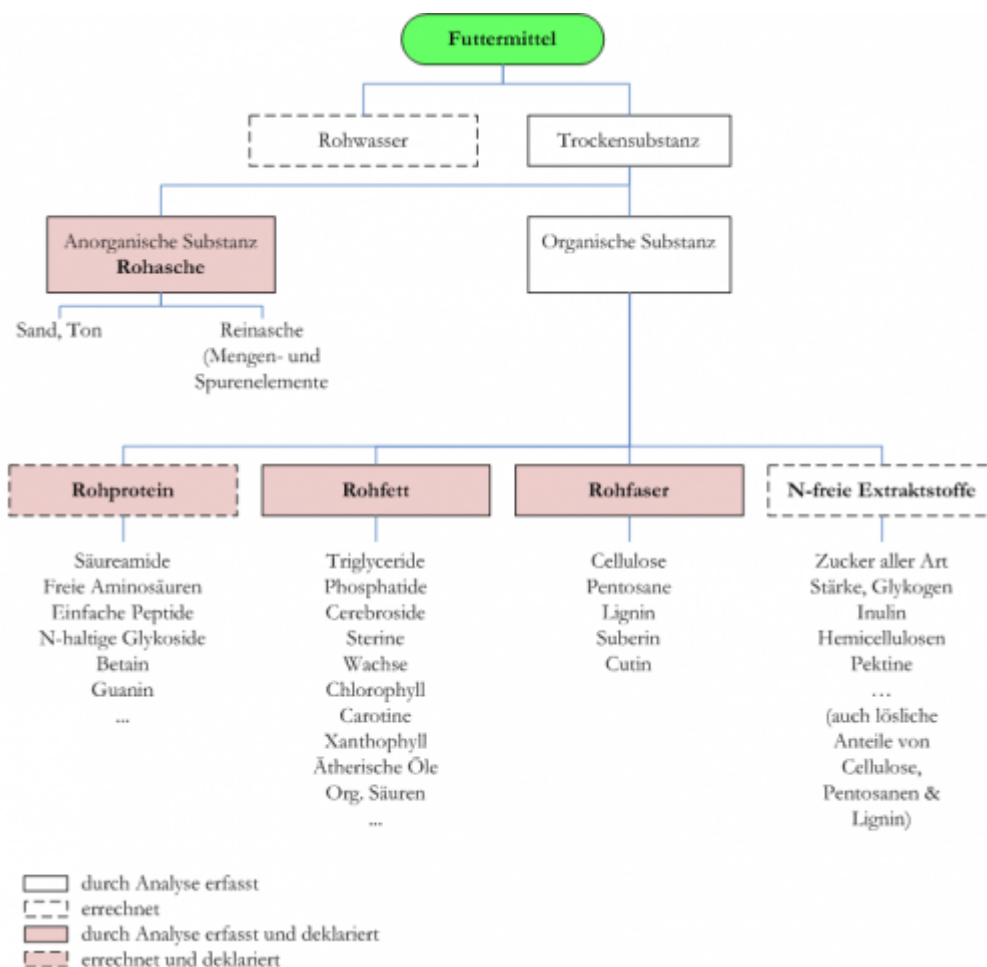 Futtermittel
Rohwasser
Trockensubstanz
Anorganische Substanz
Rohasche
Organische Substanz
Sand, Ton
Reinasche
(Mengen- und
Spurenelemente
Rohprotein
Rohfett
Rohfaser
N-freie Extraktstoffe
Säureamide
Freie Aminosäuren
Einfache Peptide
N-haltige Glykoside
Betain
Guanin
...
Triglyceride
Phosphatide
Cerebroside
Sterine
Wachse
Chlorophyll
Carotine
Xanthophyll
Ätherische Öle
Org. Säuren
...
Cellulose
Pentosane
Lignin
Suberin
Cutin
Zucker aller Art
Stärke, Glykogen
Inulin
Hemicellulosen
Pektine
…
(auch lösliche
Anteile von
Cellulose,
Pentosanen &
Lignin)
durch Analyse erfasst
errechnet
durch Analyse erfasst und deklariert
errechnet und deklariert